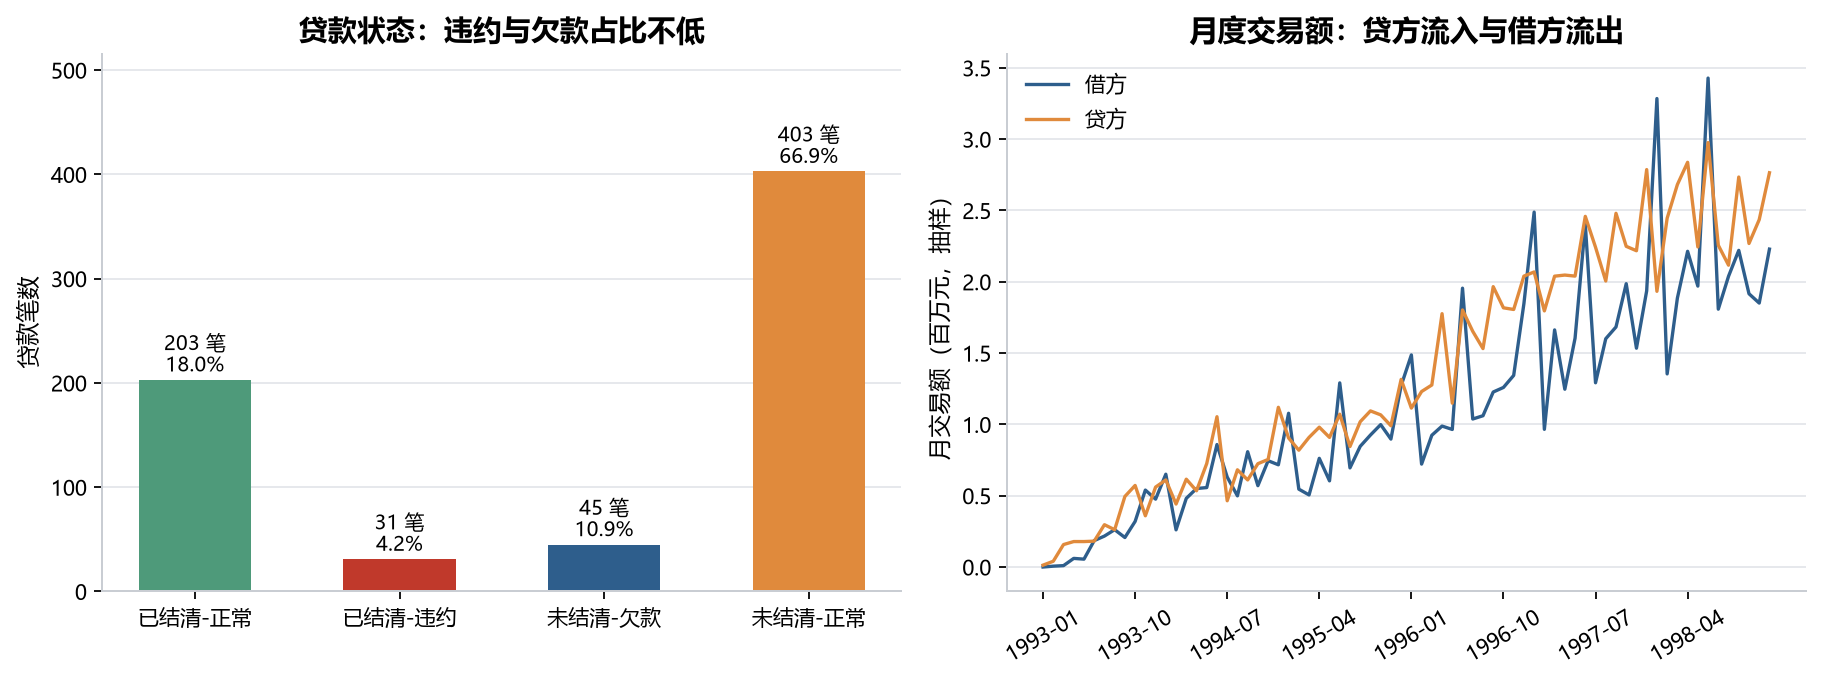 贷款状态：违约与欠款占比不低
贷款笔数
500
400
300
200
100
0
203 笔
18.0%
31 笔
4.2%
45 笔
10.9%
403 笔
66.9%
已结清-正常
已结清-违约
未结清-欠款
未结清-正常
月度交易额：贷方流入与借方流出
月交易额（百万元，抽样）
3.5
3.0
2.5
2.0
1.5
1.0
0.5
0.0
借方
贷方
1993-01
1993-10
1994-07
1995-04
1996-01
1996-10
1997-07
1998-04